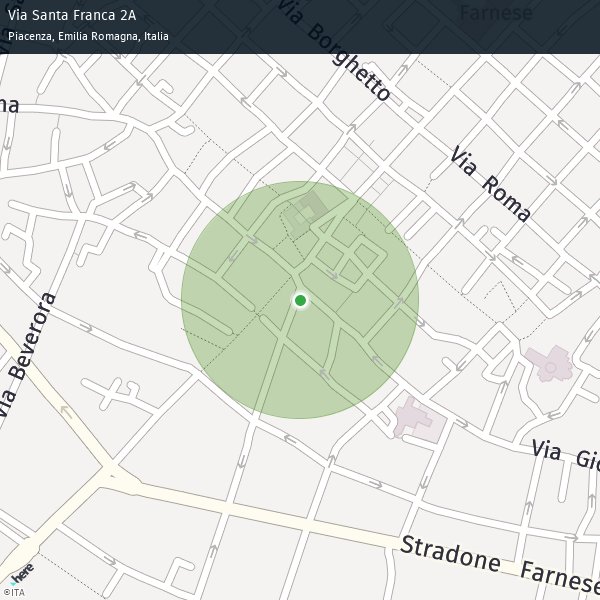 Via Santa Franca 2A
Piacenza, Emilia Romagna, Italia
Farnese
Via Borghetto
ma
Via Roma
Via Beverora
Via Gio
Stradone Farnese
here
©ITA